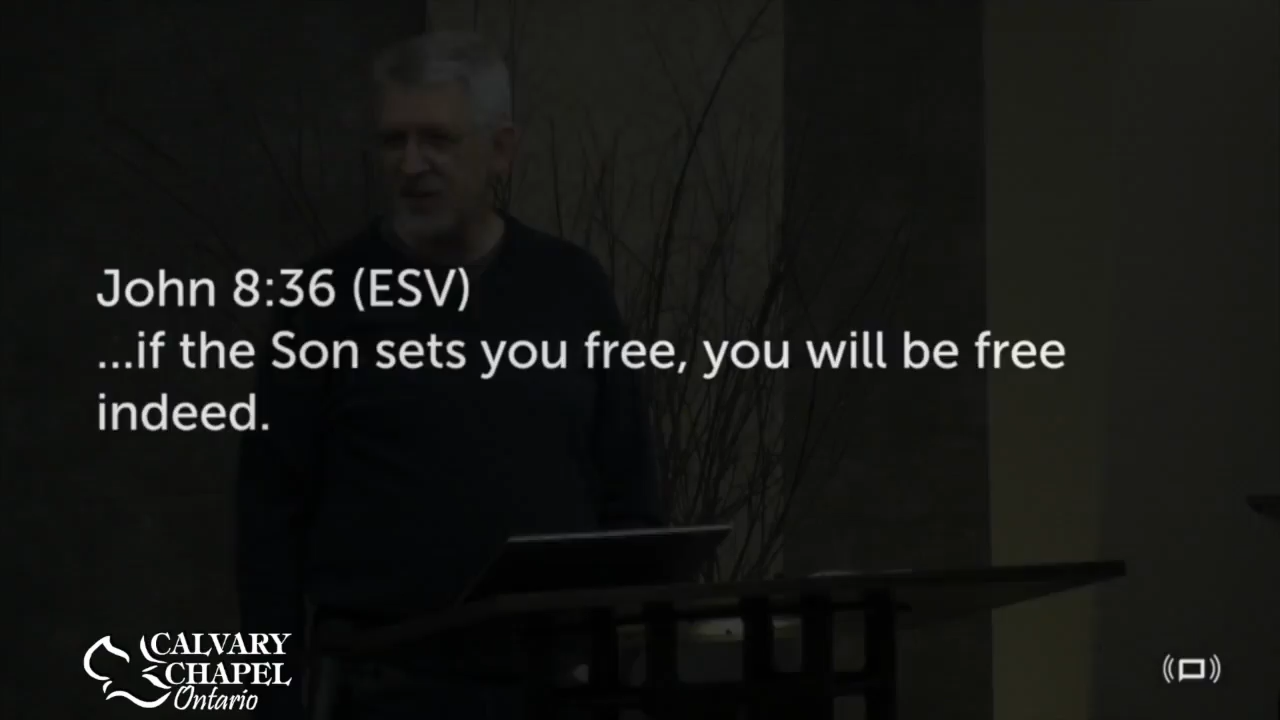 John 8:36 (ESV)
...if the Son sets you free, you will be free
indeed.
CALVARY
CHAPEL
Ontario